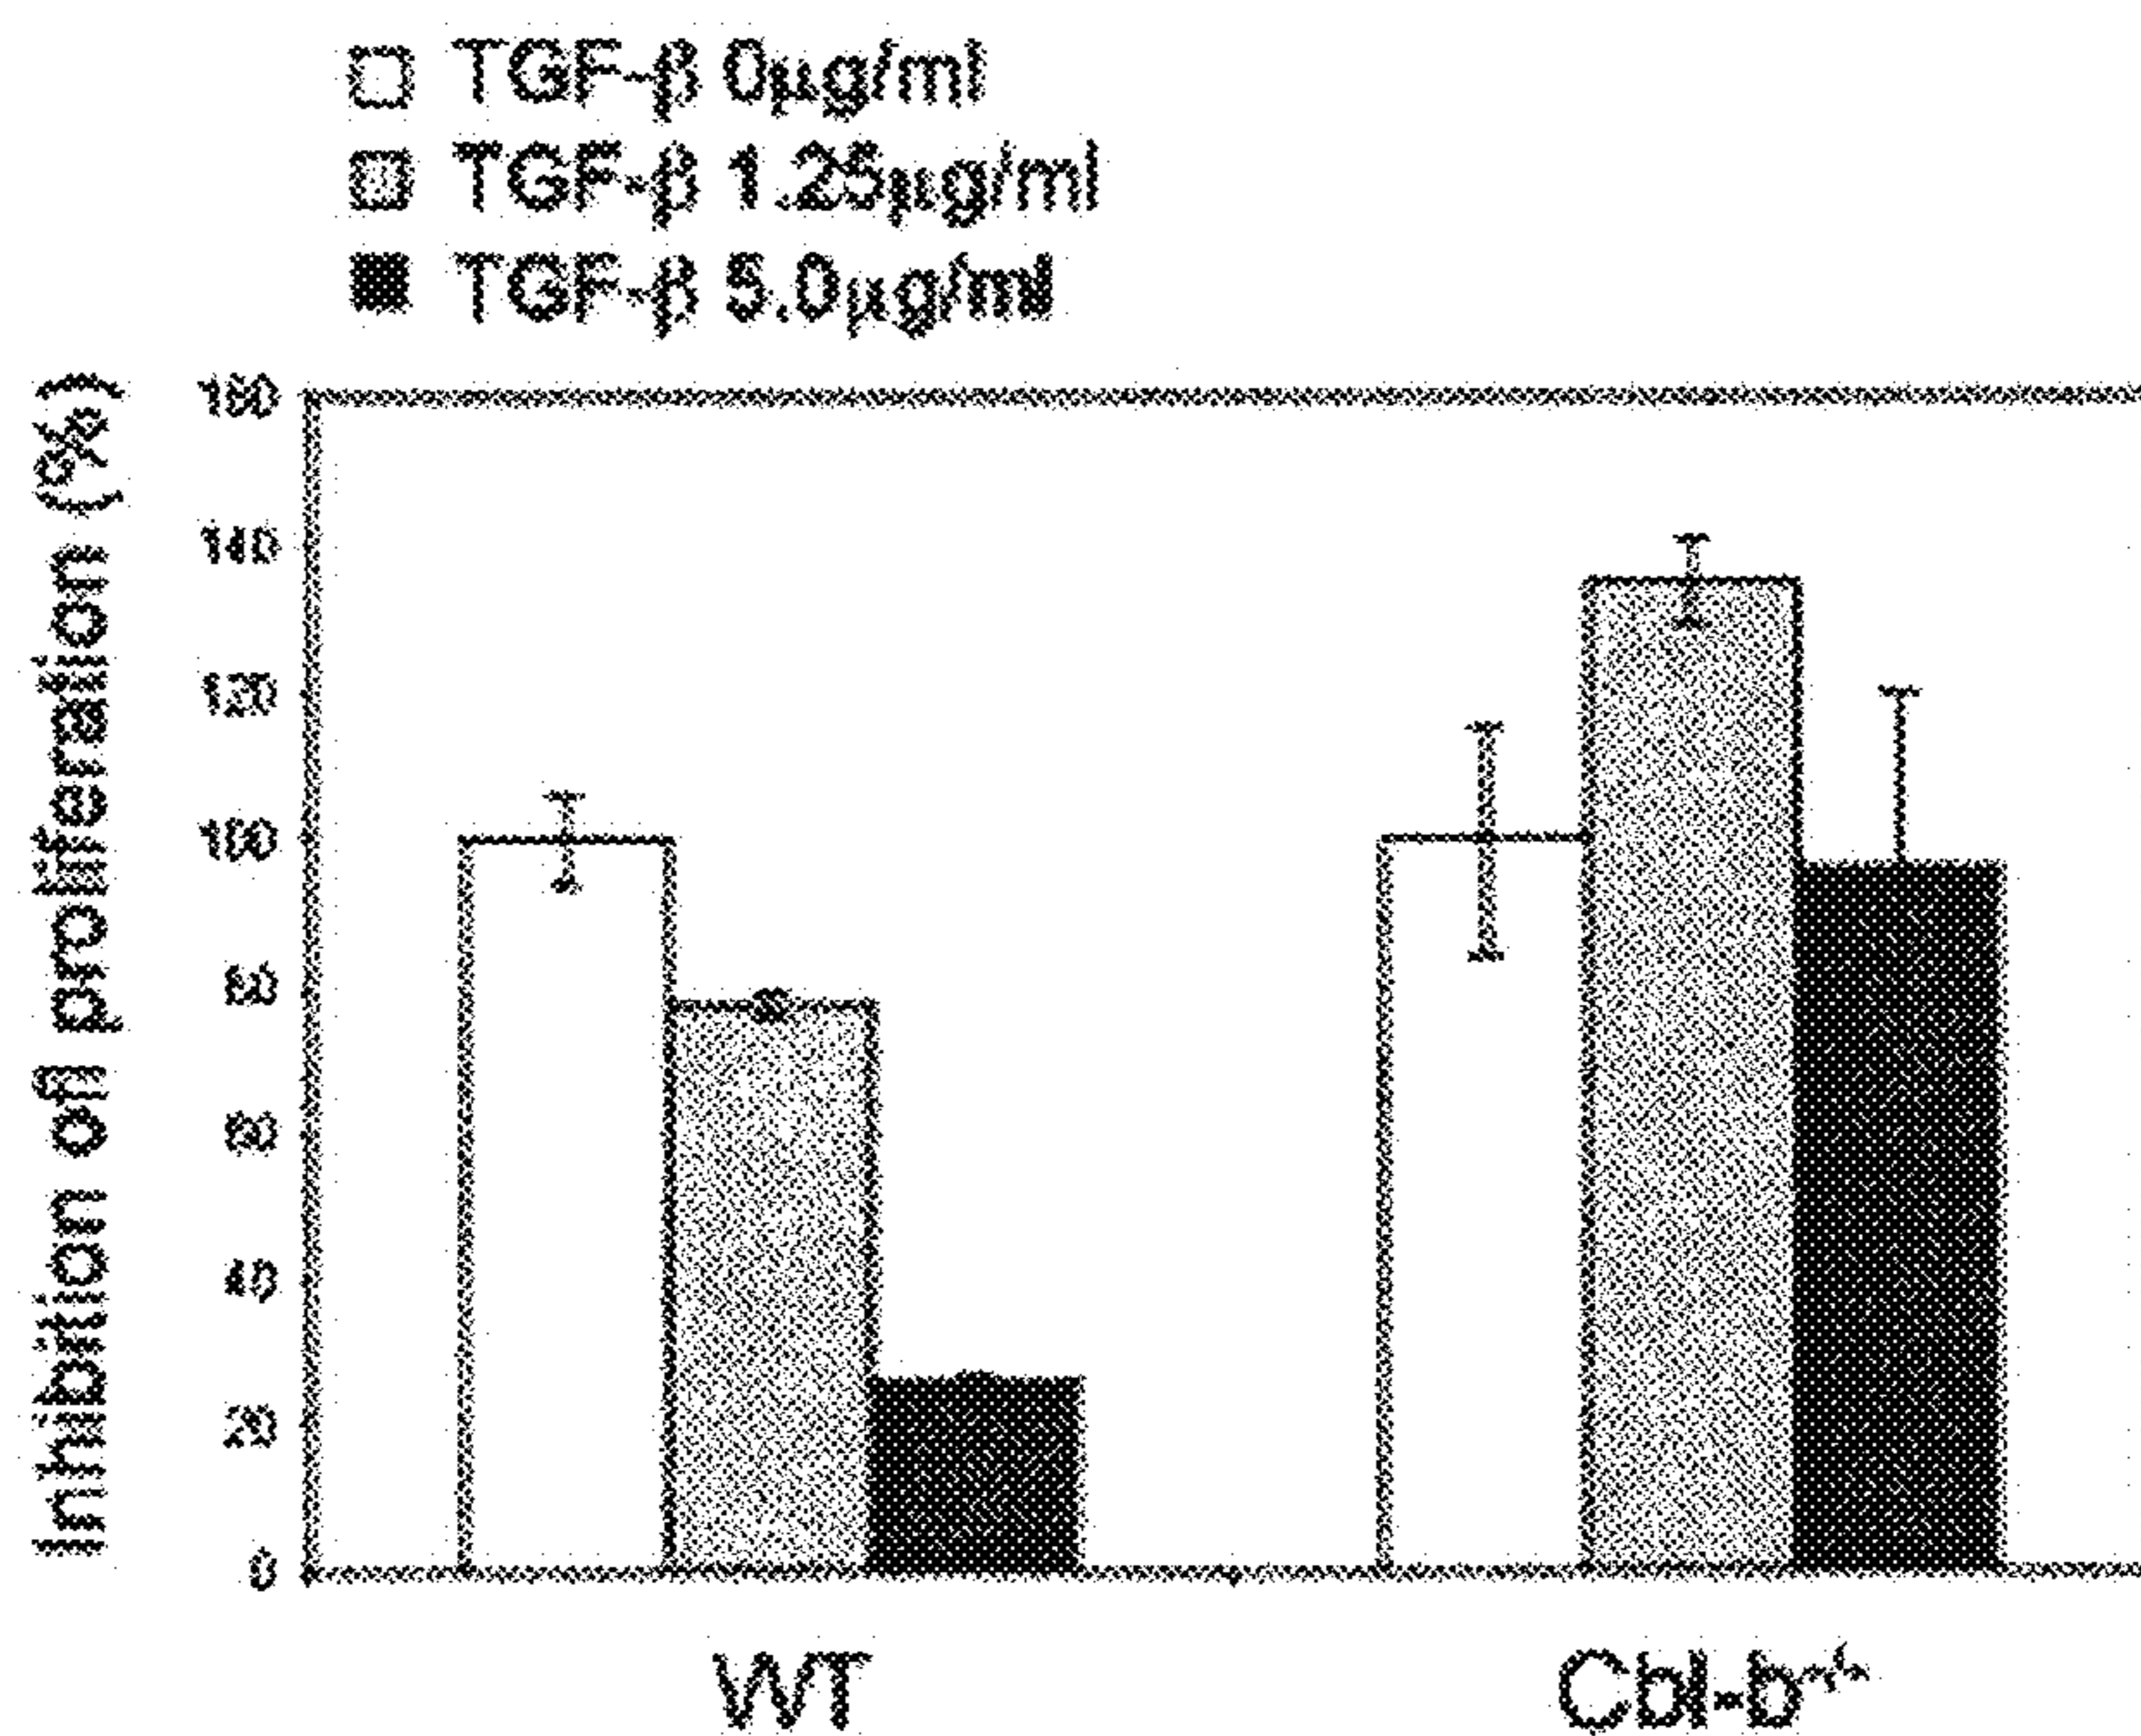 TGF-β 0μg/ml
TGF-β 1.25μg/ml
TGF-β 5.0μg/ml
Inhibition of proliferation (%)
160
140
120
100
80
60
40
20
0
WT
Cbl-b-/-